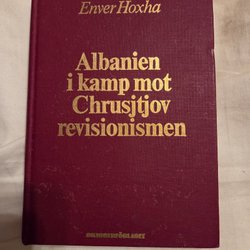 Enver Hoxha
Albanien
i kamp mot
Chrusjtjov
revisionismen